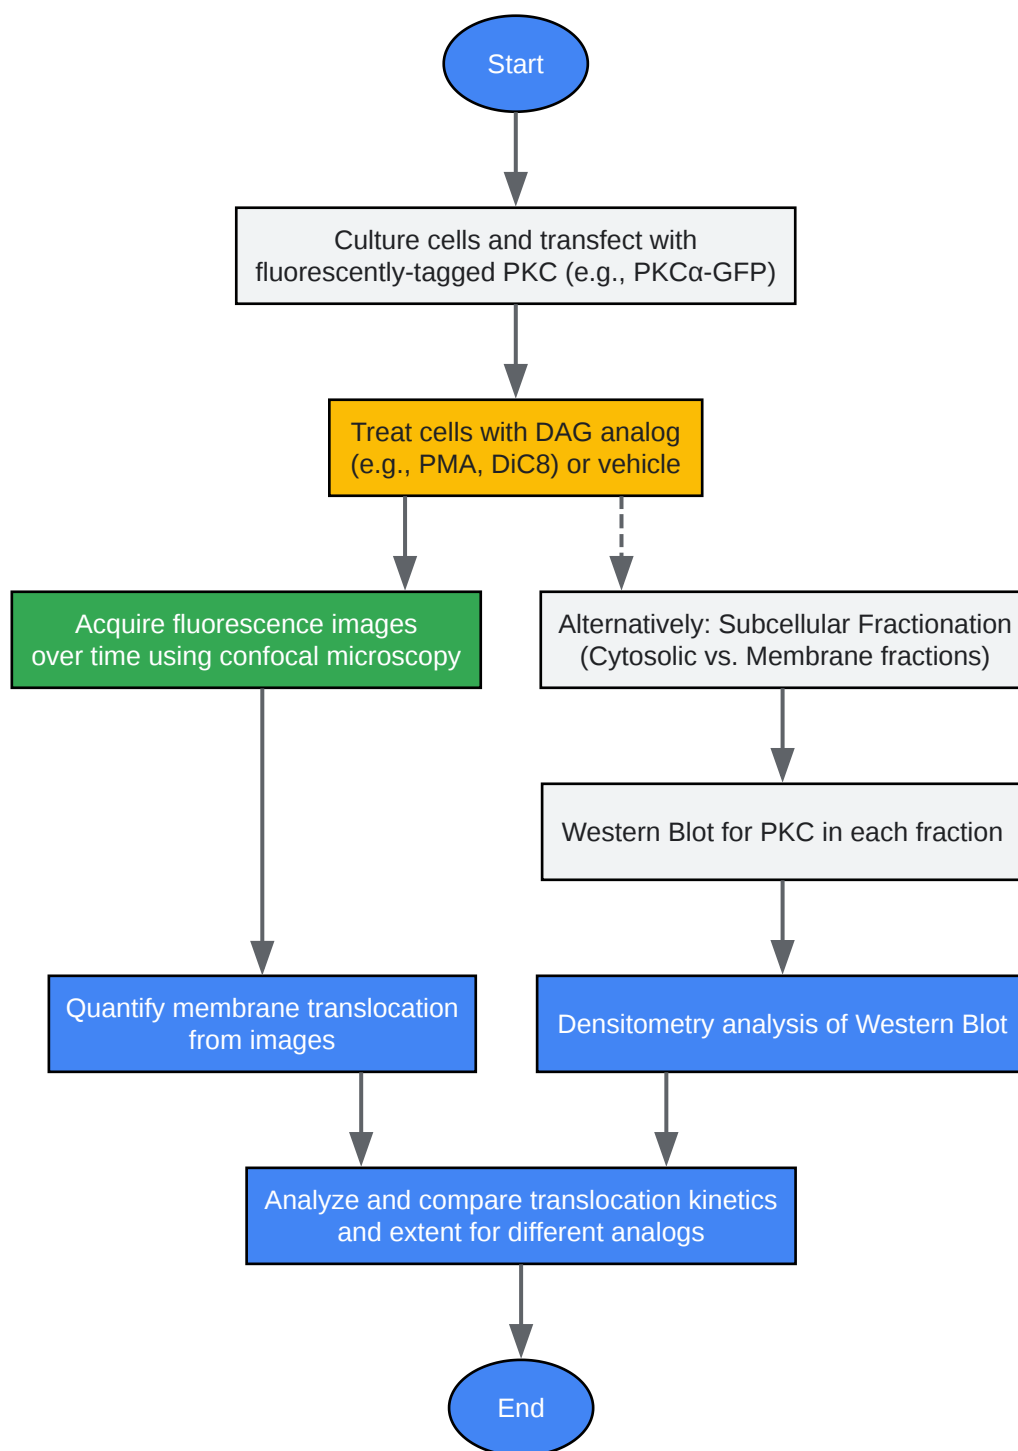 Start
Culture cells and transfect with
fluorescently-tagged PKC (e.g., PKCα-GFP)
Treat cells with DAG analog
(e.g., PMA, DiC8) or vehicle
Acquire fluorescence images
over time using confocal microscopy
Alternatively: Subcellular Fractionation
(Cytosolic vs. Membrane fractions)
Western Blot for PKC in each fraction
Quantify membrane translocation
from images
Densitometry analysis of Western Blot
Analyze and compare translocation kinetics
and extent for different analogs
End